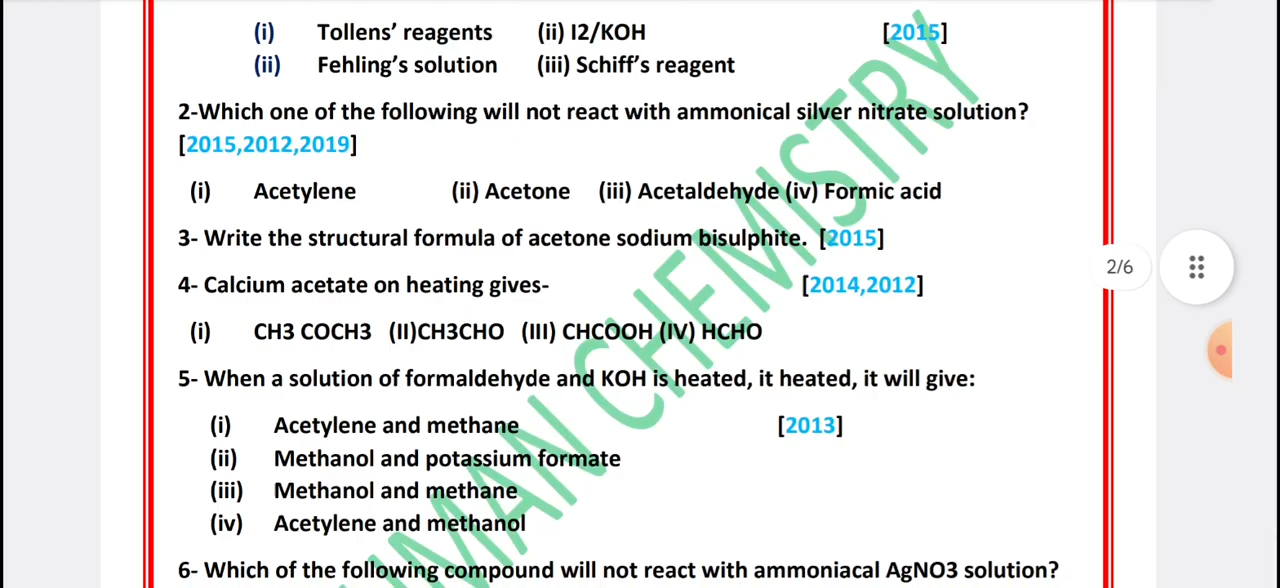 (i) Tollens’ reagents (ii) I2/KOH [2015]
(ii) Fehling’s solution (iii) Schiff’s reagent
2-Which one of the following will not react with ammonical silver nitrate solution?
[2015,2012,2019]
(i) Acetylene (ii) Acetone (iii) Acetaldehyde (iv) Formic acid
3- Write the structural formula of acetone sodium bisulphite. [2015]
4- Calcium acetate on heating gives- [2014,2012]
(i) CH3 COCH3 (II)CH3CHO (III) CHCOOH (IV) HCHO
2/6
5- When a solution of formaldehyde and KOH is heated, it heated, it will give:
(i) Acetylene and methane [2013]
(ii) Methanol and potassium formate
(iii) Methanol and methane
(iv) Acetylene and methanol
6- Which of the following compound will not react with ammoniacal AgNO3 solution?
CHEMISTRY